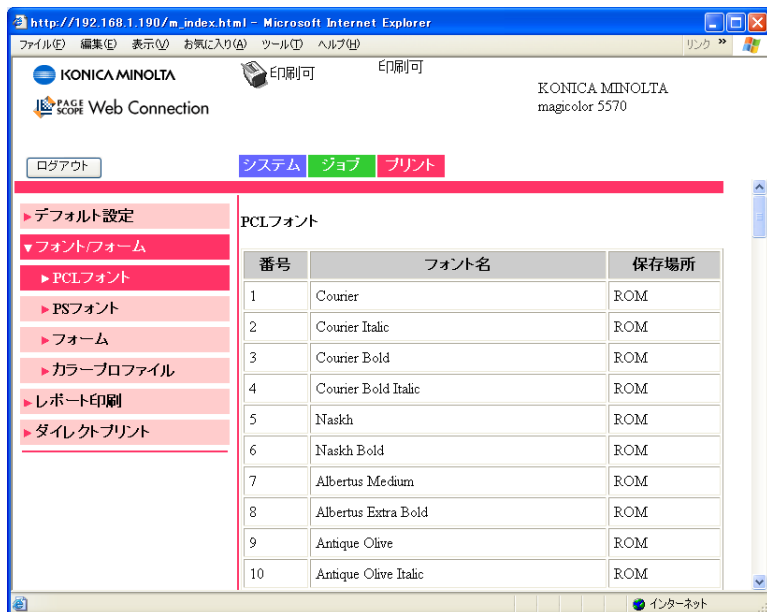 http://192.168.1.190/m_index.html - Microsoft Internet Explorer
ファイル(F) 編集(E) 表示(V) お気に入り(A) ツール(T) ヘルプ(H) リンク »
KONICA MINOLTA
印刷可
印刷可
KONICA MINOLTA
magicolor 5570
PAGE SCOPE Web Connection
ログアウト
システム ジョブ プリント
▶デフォルト設定
▼フォント/フォーム
▶PCLフォント
▶PSフォント
▶フォーム
▶カラープロファイル
▶レポート印刷
▶ダイレクトプリント
PCLフォント
番号 フォント名 保存場所
1 Courier ROM
2 Courier Italic ROM
3 Courier Bold ROM
4 Courier Bold Italic ROM
5 Naskh ROM
6 Naskh Bold ROM
7 Albertus Medium ROM
8 Albertus Extra Bold ROM
9 Antique Olive ROM
10 Antique Olive Italic ROM
インターネット